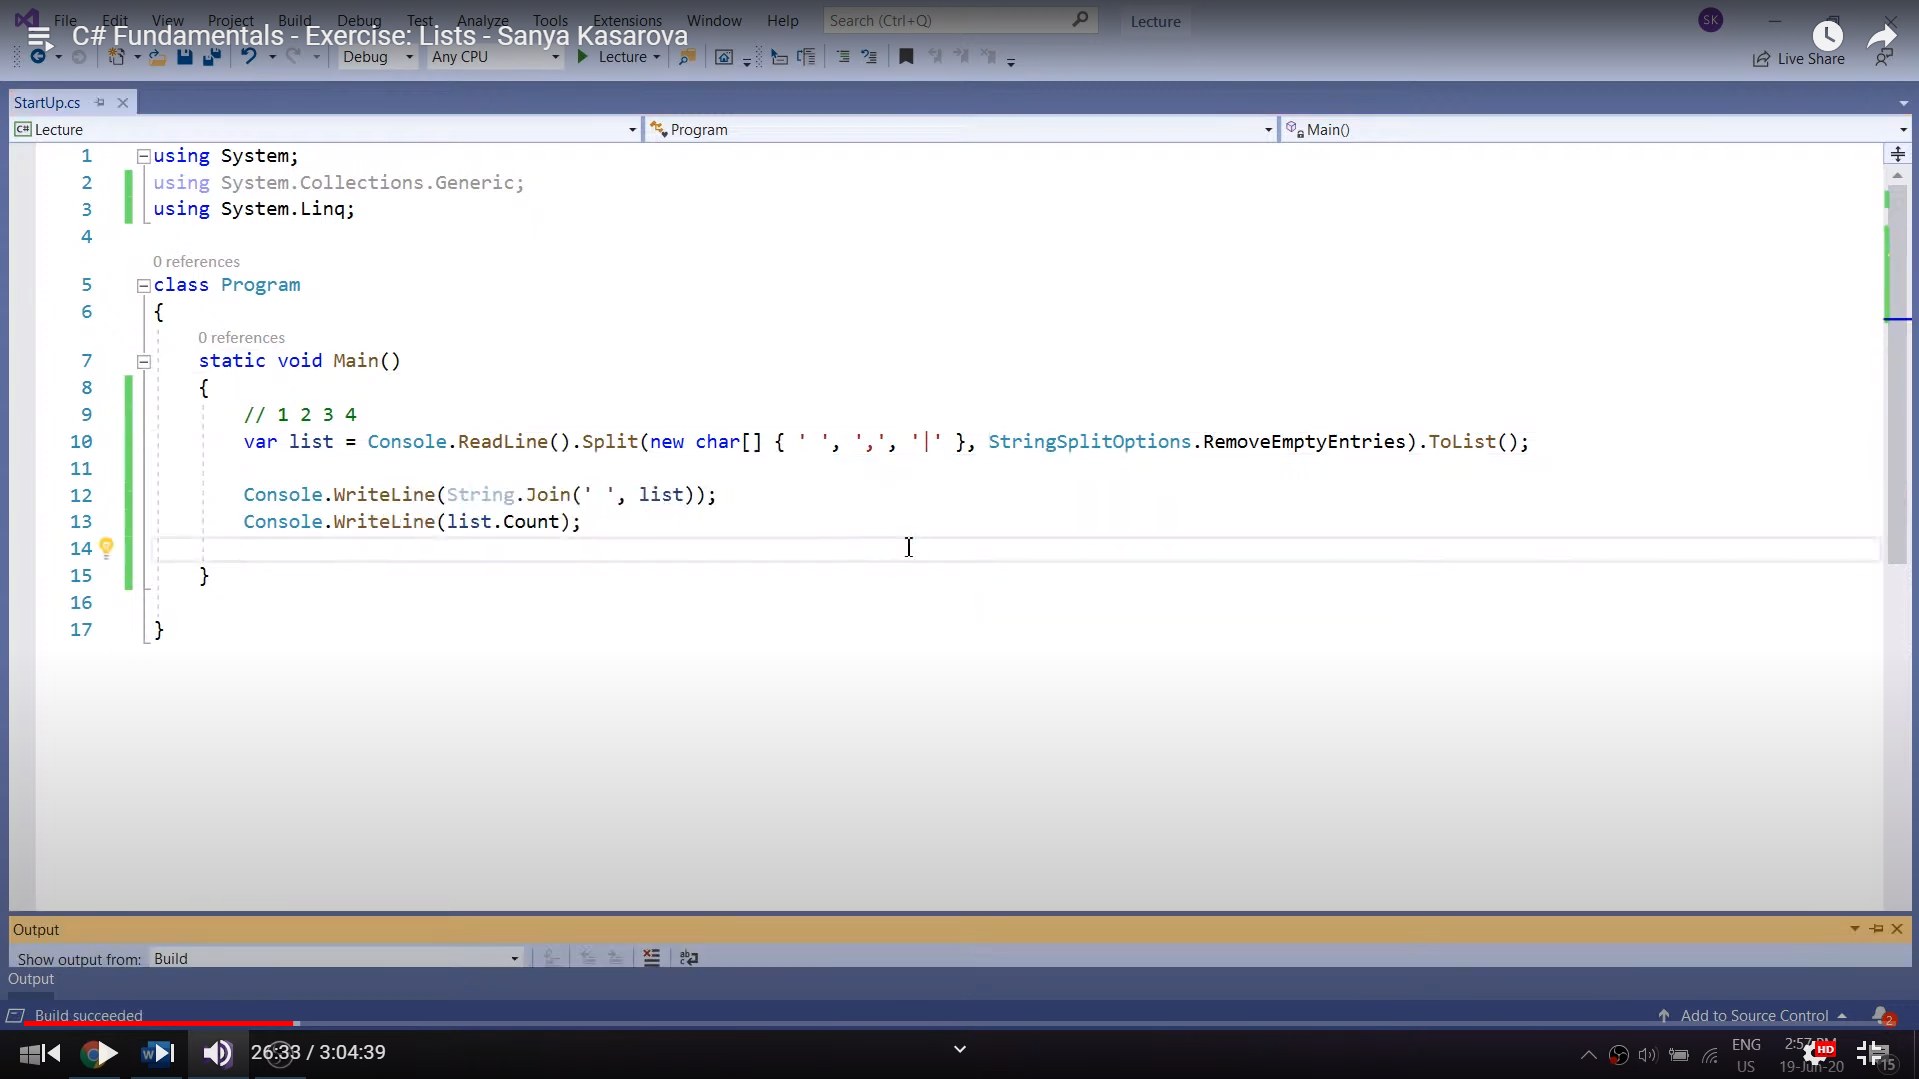 File Edit View Project Build Debug Test Analyze Tools Extensions Window Help Search (Ctrl+Q) Lecture SK
C# Fundamentals - Exercise: Lists - Sanya Kasarova
Debug Any CPU Lecture Live Share
StartUp.cs
C# Lecture Program Main()
1 using System;
2 using System.Collections.Generic;
3 using System.Linq;
4
0 references
5 class Program
6 {
0 references
7 static void Main()
8 {
9 // 1 2 3 4
10 var list = Console.ReadLine().Split(new char[] { ' ', ',', '|' }, StringSplitOptions.RemoveEmptyEntries).ToList();
11
12 Console.WriteLine(String.Join(' ', list));
13 Console.WriteLine(list.Count);
14
15 }
16
17 }
Output
Show output from: Build
Output
Build succeeded Add to Source Control 2
26:33 / 3:04:39 ENG HD
US 19-Jun-20 15